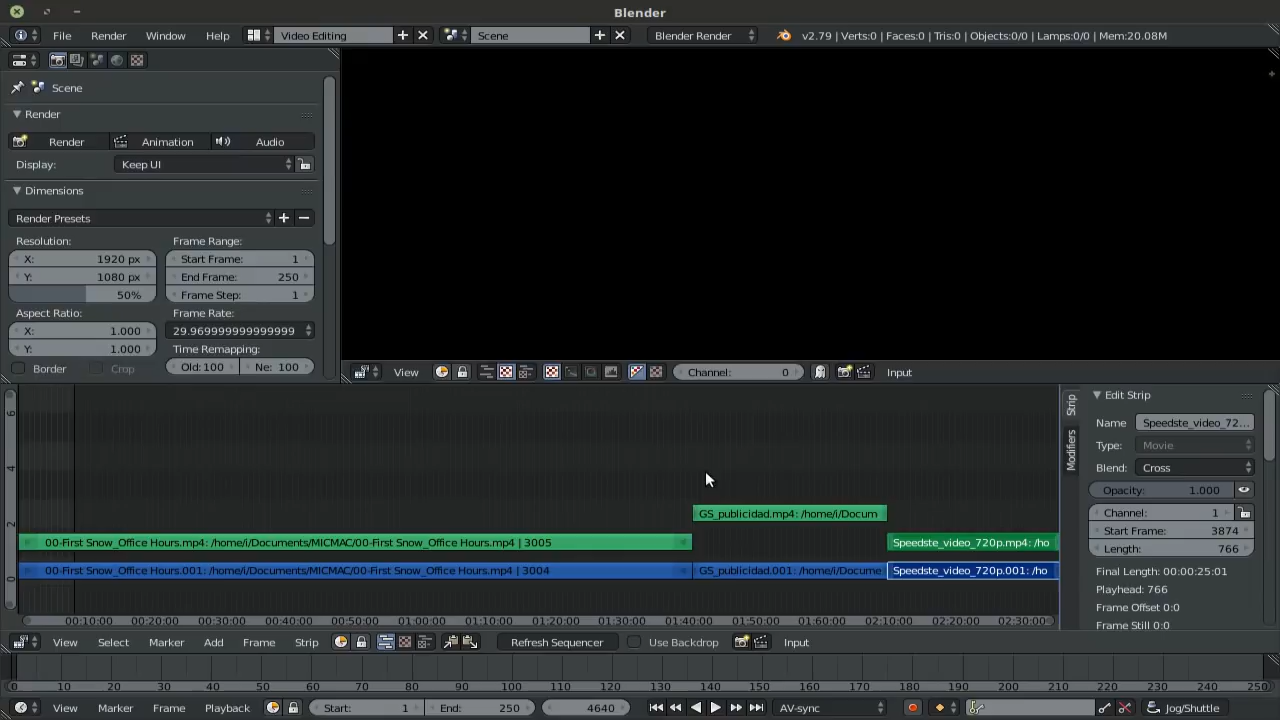 Blender
File Render Window Help Video Editing Scene Blender Render v2.79 | Verts:0 | Faces:0 | Tris:0 | Objects:0/0 | Lamps:0/0 | Mem:20.08M
Scene
Render
Render Animation Audio
Display: Keep UI
Dimensions
Render Presets
Resolution: Frame Range:
X: 1920 px Start Frame: 1
Y: 1080 px End Frame: 250
50% Frame Step: 1
Aspect Ratio: Frame Rate:
X: 1.000 29.969999999999999
Y: 1.000 Time Remapping:
Border Crop Old: 100 Ne: 100
View Channel: 0 Input
6
4
2
0
GS_publicidad.mp4: /home/i/Docum
00-First Snow_Office Hours.mp4: /home/i/Documents/MICMAC/00-First Snow_Office Hours.mp4 | 3005 Speedste_video_720p.mp4: /ho
00-First Snow_Office Hours.001: /home/i/Documents/MICMAC/00-First Snow_Office Hours.mp4 | 3004 GS_publicidad.001: /home/i/Docume Speedste_video_720p.001: /ho
00:10:00 00:20:00 00:30:00 00:40:00 00:50:00 01:00:00 01:10:00 01:20:00 01:30:00 01:40:00 01:50:00 01:60:00 02:10:00 02:20:00 02:30:00
Strip
Modifiers
Edit Strip
Name Speedste_video_72...
Type: Movie
Blend: Cross
Opacity: 1.000
Channel: 1
Start Frame: 3874
Length: 766
Final Length: 00:00:25:01
Playhead: 766
Frame Offset 0:0
Frame Still 0:0
View Select Marker Add Frame Strip Refresh Sequencer Use Backdrop Input
0 10 20 30 40 50 60 70 80 90 100 110 120 130 140 150 160 170 180 190 200 210 220 230 240 250
View Marker Frame Playback Start: 1 End: 250 4640 AV-sync Jog/Shuttle